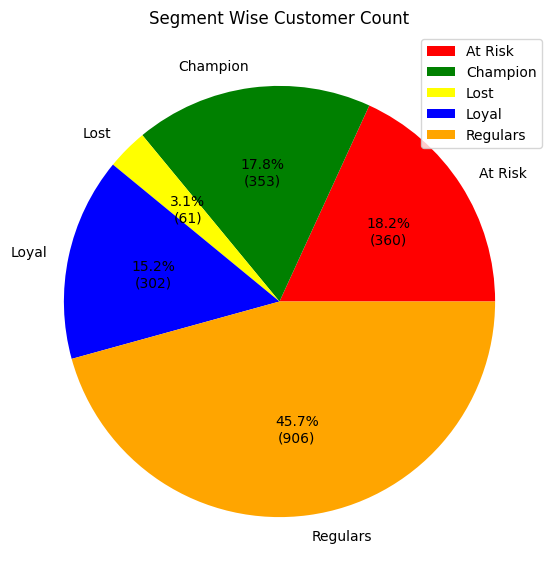 Segment Wise Customer Count
At Risk
Champion
Lost
Loyal
Regulars
Champion
Lost
At Risk
17.8%
(353)
3.1%
(61)
18.2%
(360)
Loyal
15.2%
(302)
45.7%
(906)
Regulars